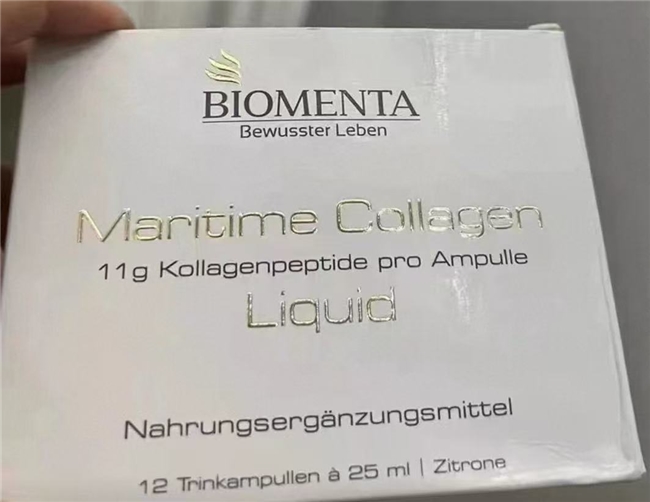 BIOMENTA
Bewusster Leben
Maritime Collagen
11g Kollagenpeptide pro Ampulle
Liquid
Nahrungsergänzungsmittel
12 Trinkampullen à 25 ml | Zitrone